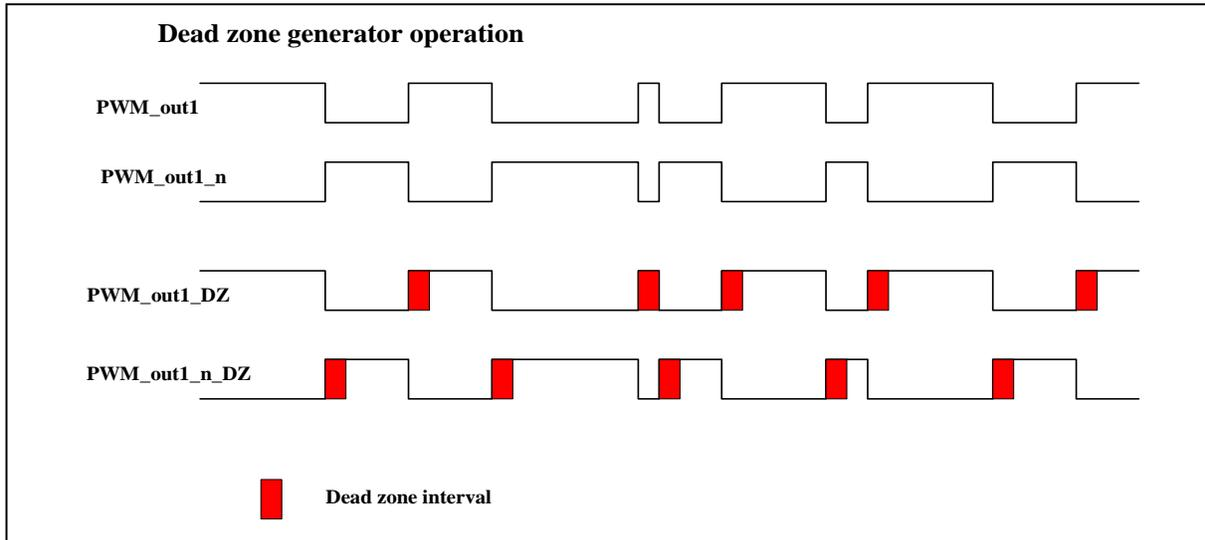 Dead zone generator operation
PWM_out1
PWM_out1_n
PWM_out1_DZ
PWM_out1_n_DZ
Dead zone interval